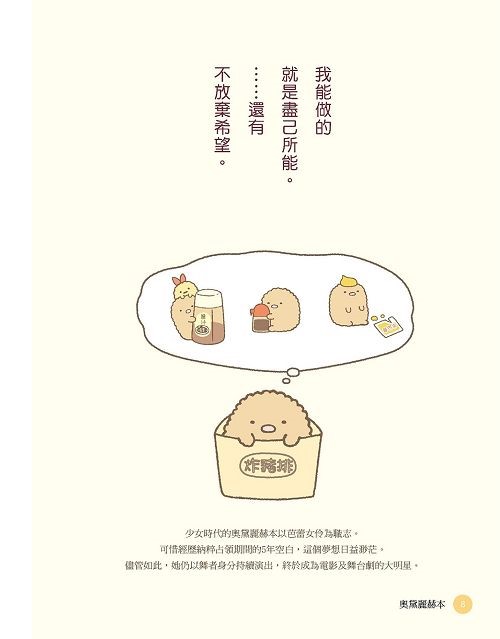 我能做的
就是盡己所能。
……還有
不放棄希望。
炸豬排
少女時代的奧黛麗赫本以芭蕾女伶為職志。
可惜經歷納粹占領期間的5年空白，這個夢想日益渺茫。
儘管如此，她仍以舞者身分持續演出，終於成為電影及舞台劇的大明星。
奧黛麗赫本 8